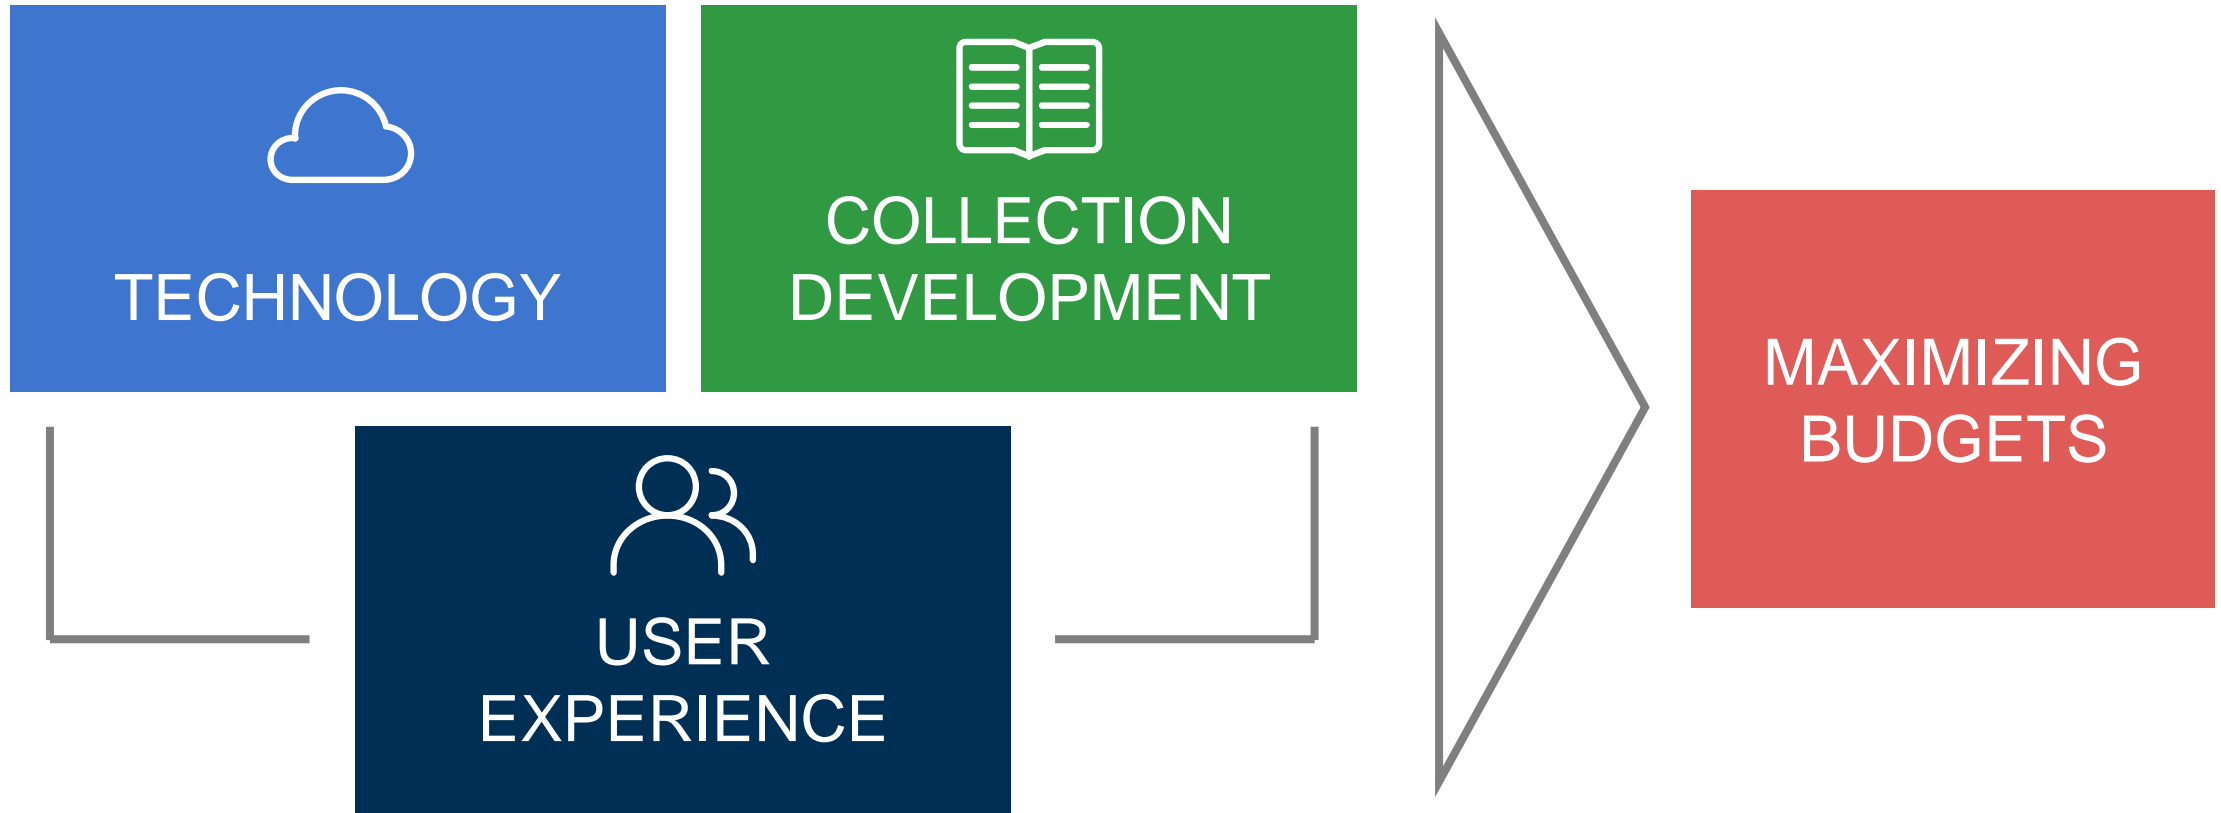 TECHNOLOGY
COLLECTION
DEVELOPMENT
USER
EXPERIENCE
MAXIMIZING
BUDGETS